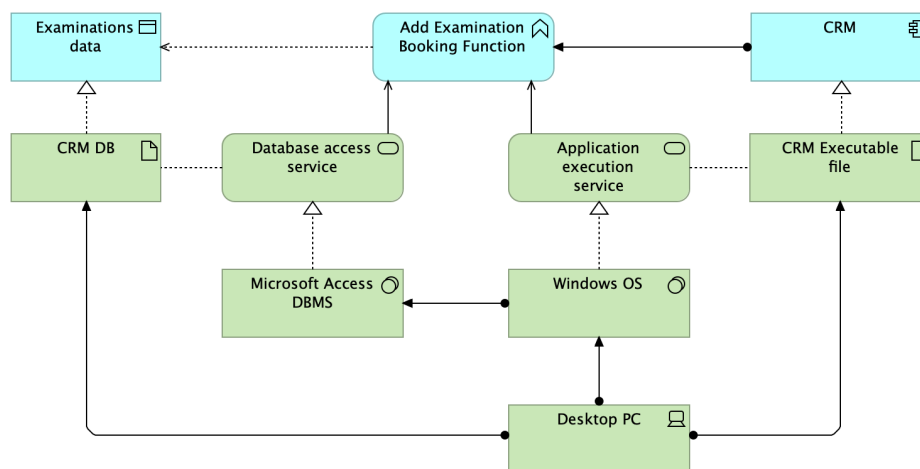 Examinations
data
Add Examination
Booking Function
CRM
CRM DB
Database access
service
Application
execution
service
CRM Executable
file
Microsoft Access
DBMS
Windows OS
Desktop PC